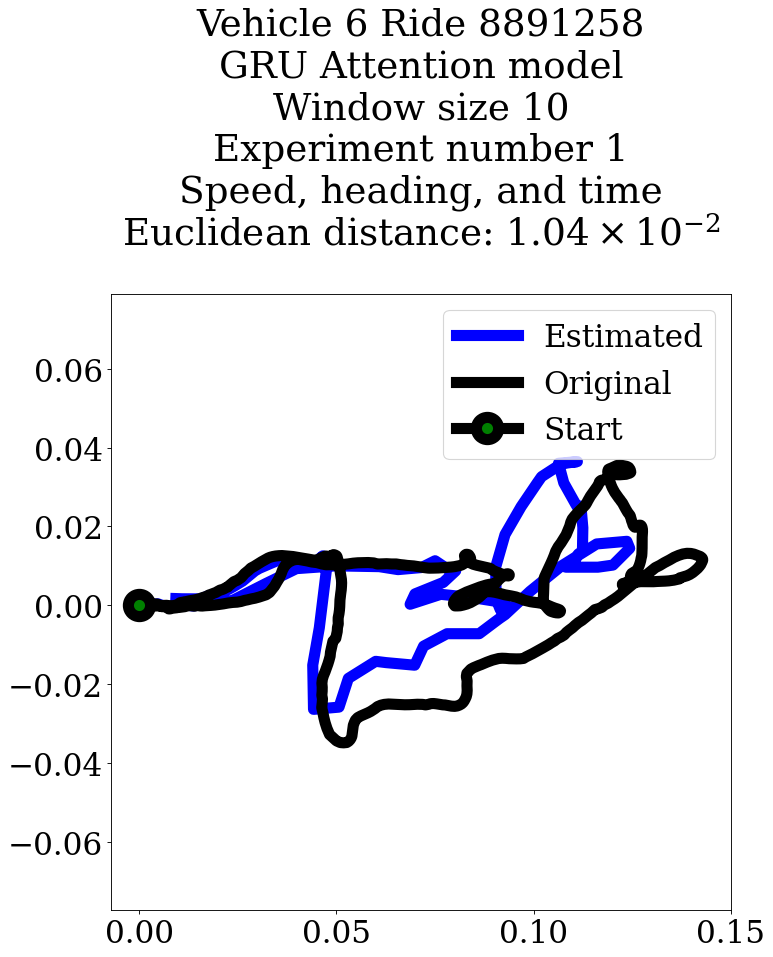 Vehicle 6 Ride 8891258
GRU Attention model
Window size 10
Experiment number 1
Speed, heading, and time
Euclidean distance: 1.04 × 10⁻²
Estimated
Original
Start
0.06
0.04
0.02
0.00
−0.02
−0.04
−0.06
0.00 0.05 0.10 0.15